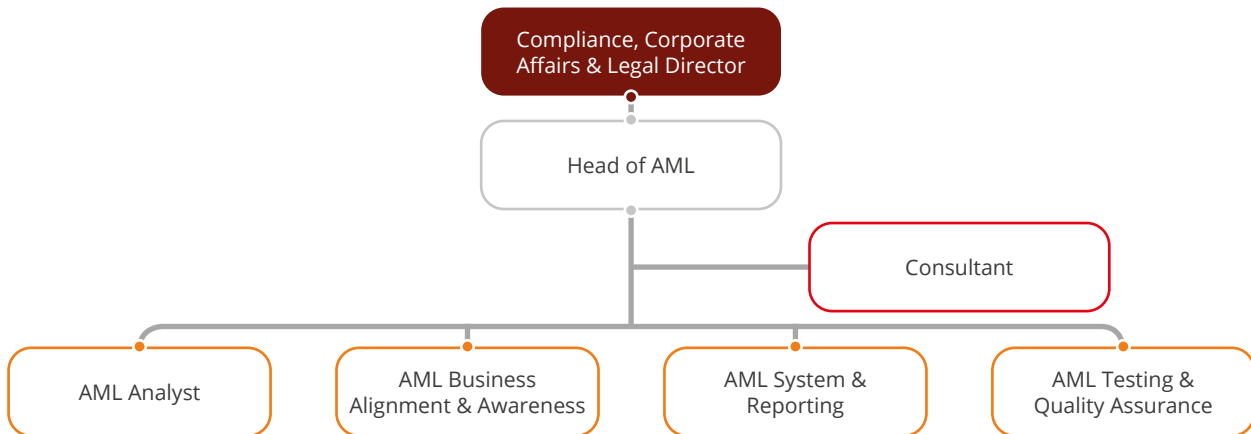 Compliance, Corporate
Affairs & Legal Director
Head of AML
Consultant
AML Analyst
AML Business
Alignment & Awareness
AML System &
Reporting
AML Testing &
Quality Assurance